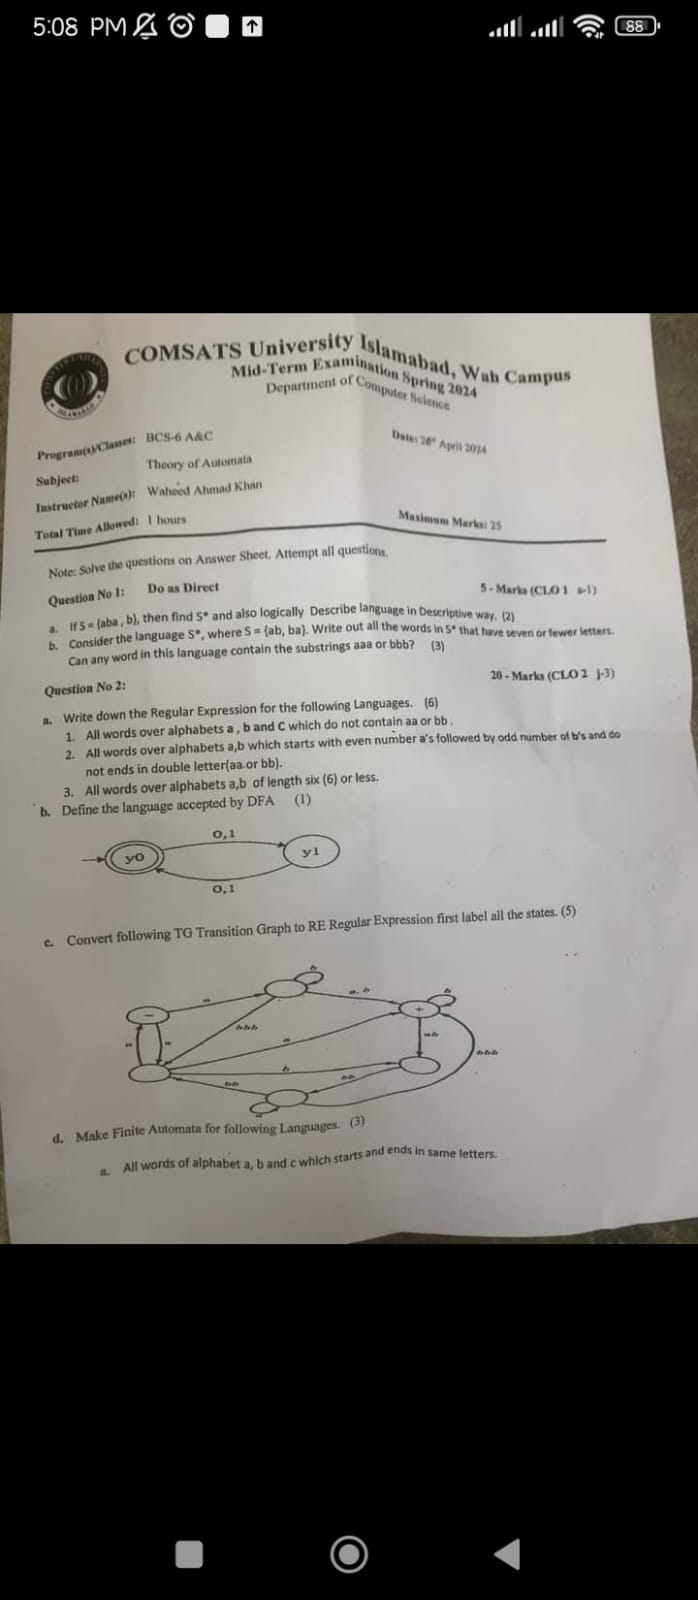 5:08 PM
88
COMSATS University Islamabad, Wah Campus
Mid-Term Examination Spring 2024
Department of Computer Science
Program(s)/Classes: BCS-6 A&C
Date: 26th April 2024
Subject: Theory of Automata
Instructor Name(s): Waheed Ahmad Khan
Total Time Allowed: 1 hours
Maximum Marks: 25
Note: Solve the questions on Answer Sheet. Attempt all questions.
Question No 1: Do as Direct
5 - Marks (CLO 1 a-1)
a. If S = {aba , b}, then find S* and also logically Describe language in Descriptive way. (2)
b. Consider the language S*, where S = {ab, ba}. Write out all the words in S* that have seven or fewer letters.
Can any word in this language contain the substrings aaa or bbb? (3)
Question No 2:
20 - Marks (CLO 2 j-3)
a. Write down the Regular Expression for the following Languages. (6)
1. All words over alphabets a , b and C which do not contain aa or bb .
2. All words over alphabets a,b which starts with even number a's followed by odd number of b's and do
not ends in double letter(aa or bb).
3. All words over alphabets a,b of length six (6) or less.
b. Define the language accepted by DFA (1)
0,1
y0
y1
0,1
c. Convert following TG Transition Graph to RE Regular Expression first label all the states. (5)
b
a
a, b
b
-
+
bbb
a
a
a
ab
bbb
b
bb
bb
d. Make Finite Automata for following Languages. (3)
a. All words of alphabet a, b and c which starts and ends in same letters.